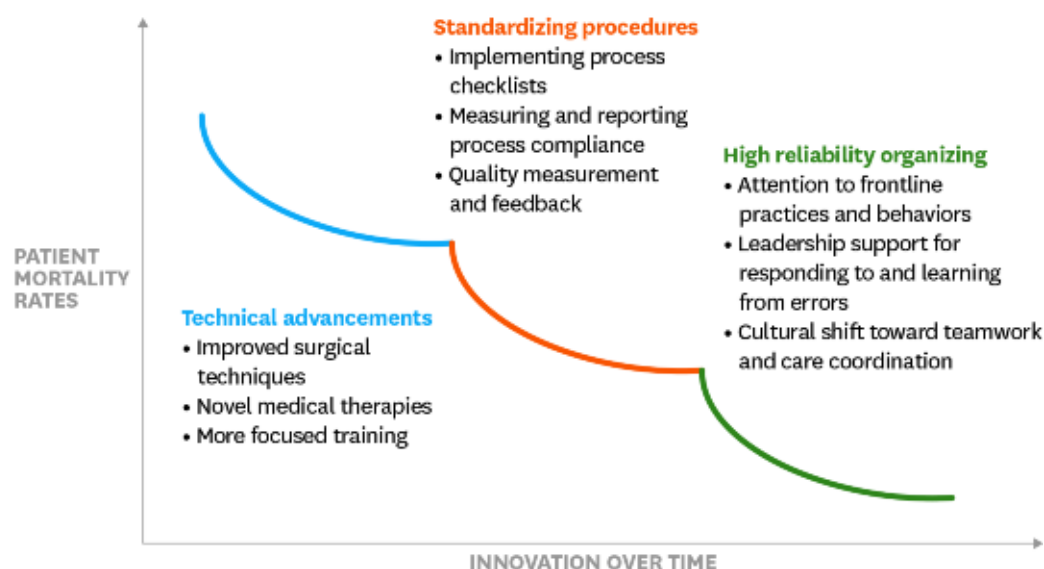 Standardizing procedures
• Implementing process
checklists
• Measuring and reporting
process compliance
• Quality measurement
and feedback
High reliability organizing
• Attention to frontline
practices and behaviors
• Leadership support for
responding to and learning
from errors
• Cultural shift toward teamwork
and care coordination
PATIENT
MORTALITY
RATES
Technical advancements
• Improved surgical
techniques
• Novel medical therapies
• More focused training
INNOVATION OVER TIME